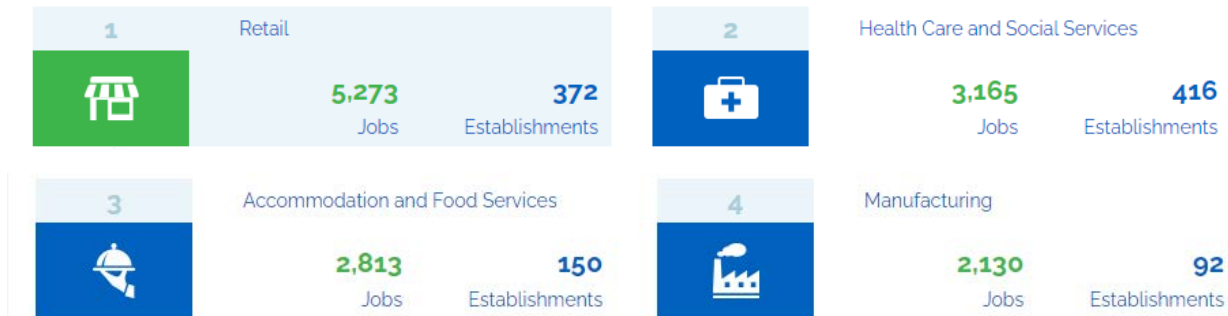 1 Retail
5,273 372
Jobs Establishments
2 Health Care and Social Services
3,165 416
Jobs Establishments
3 Accommodation and Food Services
2,813 150
Jobs Establishments
4 Manufacturing
2,130 92
Jobs Establishments